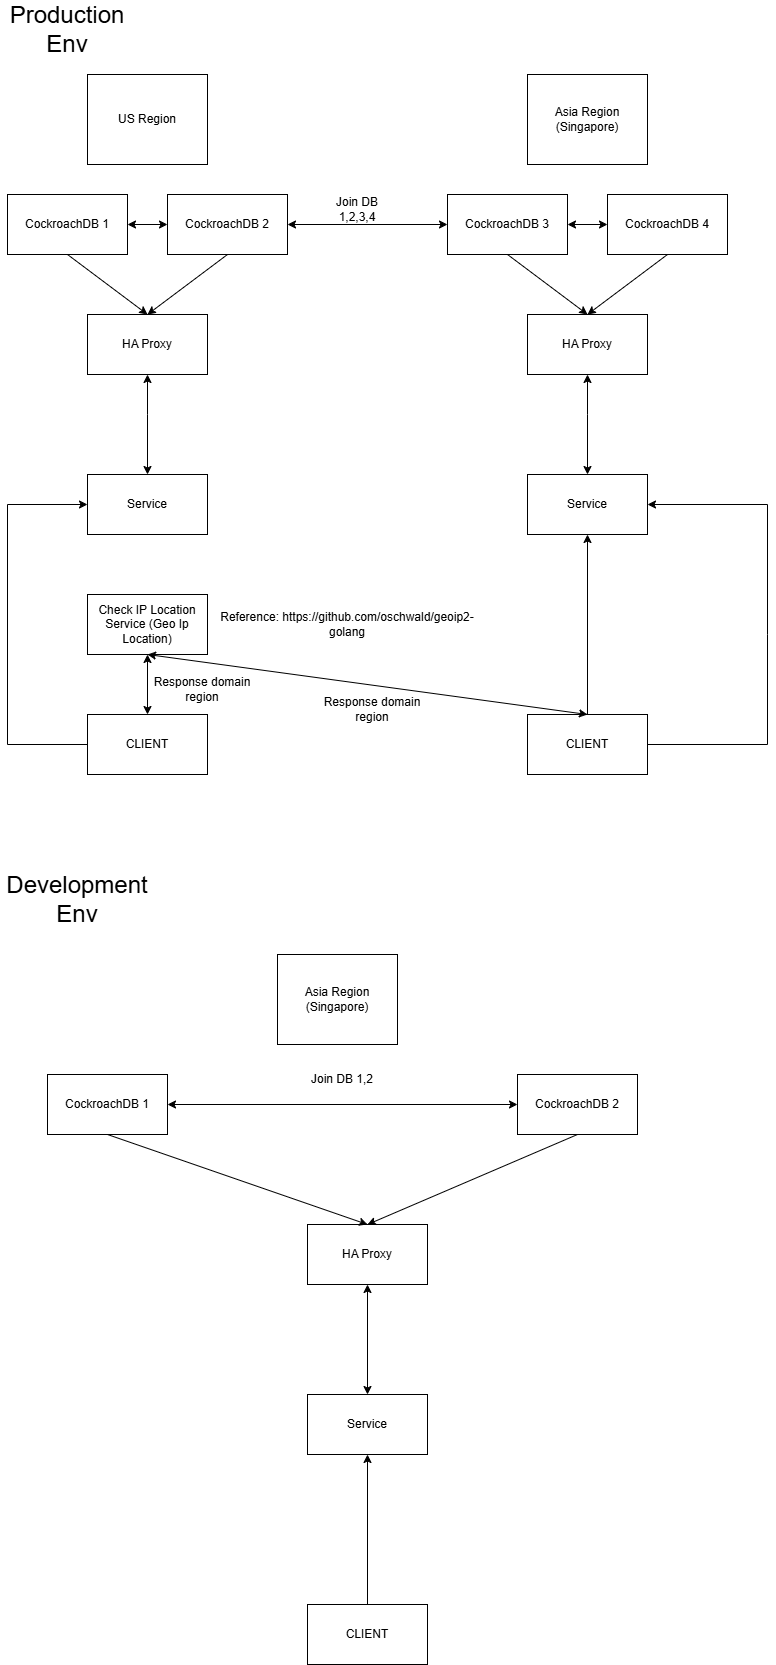 Production
Env
US Region
Asia Region
(Singapore)
CockroachDB 1
CockroachDB 2
Join DB
1,2,3,4
CockroachDB 3
CockroachDB 4
HA Proxy
HA Proxy
Service
Service
Check IP Location
Service (Geo Ip
Location)
Reference: https://github.com/oschwald/geoip2-
golang
Response domain
region
Response domain
region
CLIENT
CLIENT
Development
Env
Asia Region
(Singapore)
CockroachDB 1
Join DB 1,2
CockroachDB 2
HA Proxy
Service
CLIENT